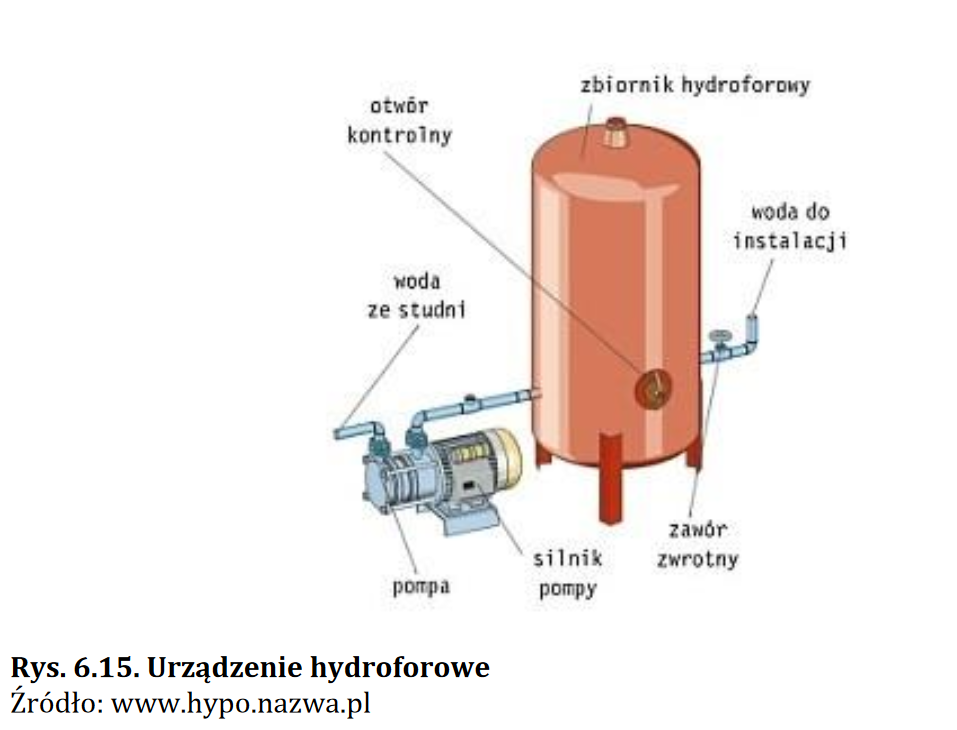 zbiornik hydroforowy
otwór
kontrolny
woda do
instalacji
woda
ze studni
zawór
zwrotny
silnik
pompy
pompa
Rys. 6.15. Urządzenie hydroforowe
Źródło: www.hypo.nazwa.pl